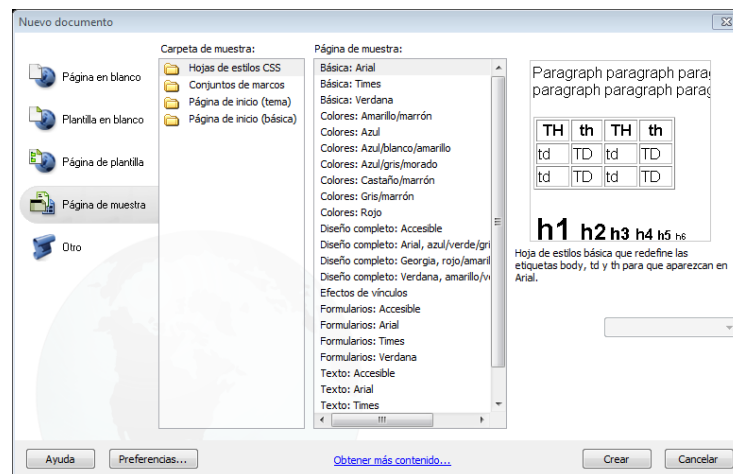 Nuevo documento
Carpeta de muestra:
Página de muestra:
Página en blanco
Plantilla en blanco
Página de plantilla
Página de muestra
Otro
Hojas de estilos CSS
Conjuntos de marcos
Página de inicio (tema)
Página de inicio (básica)
Básica: Arial
Básica: Times
Básica: Verdana
Colores: Amarillo/marrón
Colores: Azul
Colores: Azul/blanco/amarillo
Colores: Azul/gris/morado
Colores: Castaño/marrón
Colores: Gris/marrón
Colores: Rojo
Diseño completo: Accesible
Diseño completo: Arial, azul/verde/gri
Diseño completo: Georgia, rojo/amaril
Diseño completo: Verdana, amarillo/v
Efectos de vínculos
Formularios: Accesible
Formularios: Arial
Formularios: Times
Formularios: Verdana
Texto: Accesible
Texto: Arial
Texto: Times
Paragraph paragraph para
paragraph paragraph parag
TH th TH th
td TD td TD
td TD td TD
h1 h2 h3 h4 h5 h6
Hoja de estilos básica que redefine las
etiquetas body, td y th para que aparezcan en
Arial.
Ayuda
Preferencias...
Obtener más contenido...
Crear
Cancelar